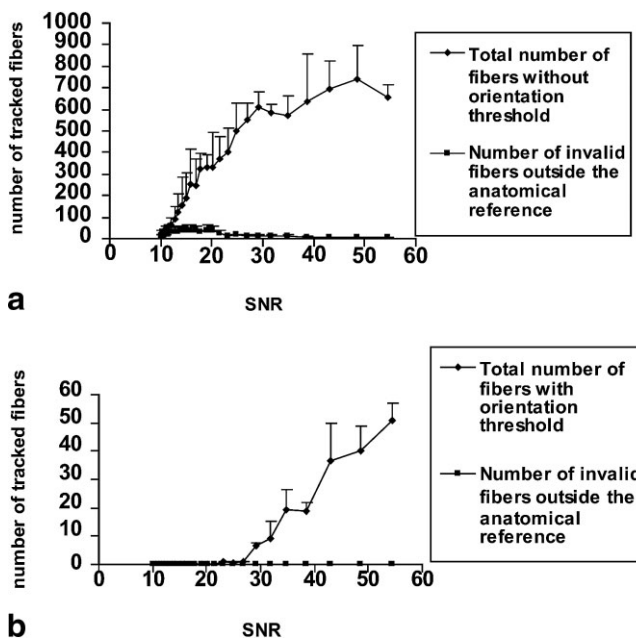 1000
900
800
700
600
500
400
300
200
100
0
number of tracked fibers
0 10 20 30 40 50 60
SNR
Total number of
fibers without
orientation
threshold
Number of invalid
fibers outside the
anatomical
reference
a
60
50
40
30
20
10
0
number of tracked fibers
0 10 20 30 40 50 60
SNR
Total number of
fibers with
orientation
threshold
Number of invalid
fibers outside the
anatomical
reference
b